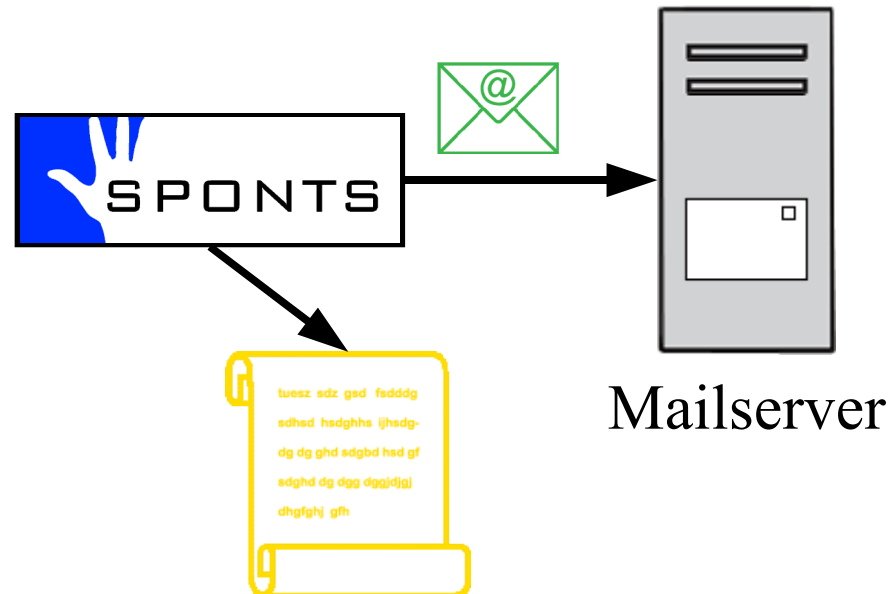 @
SPONTS
tuesz sdz gsd fsdddg
sdhsd hsdghhs ijhsdg-
dg dg ghd sdgbd hsd gf
sdghd dg dgg dggjdjgj
dhgfghj gfh
Mailserver